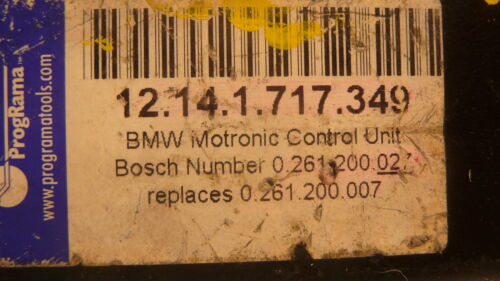 ProgRama
www.programatools.com
12.14.1.717.349
BMW Motronic Control Unit
Bosch Number 0.261.200.02
replaces 0.261.200.007